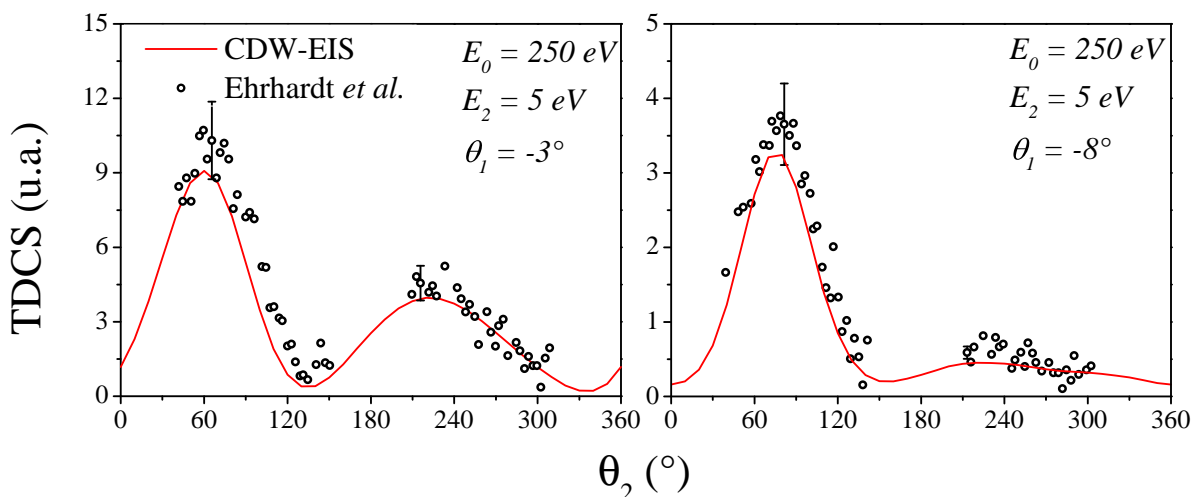 TDCS (u.a.)
15
12
9
6
3
0
CDW-EIS
Ehrhardt et al.
E₀ = 250 eV
E₂ = 5 eV
θ₁ = -3°
0 60 120 180 240 300 360
5
4
3
2
1
0
E₀ = 250 eV
E₂ = 5 eV
θ₁ = -8°
0 60 120 180 240 300 360
θ₂ (°)